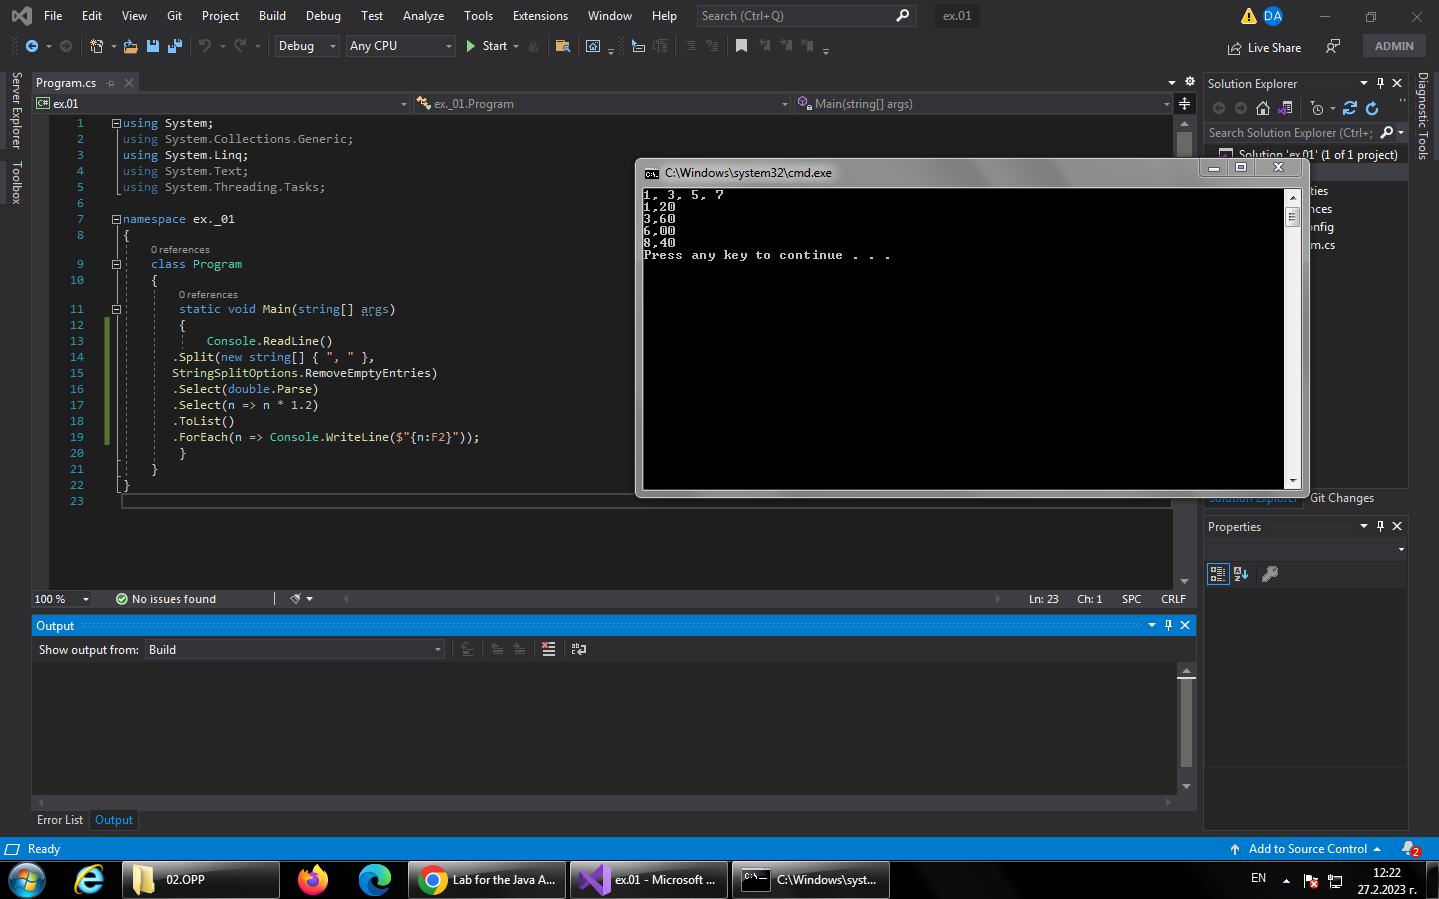 File Edit View Git Project Build Debug Test Analyze Tools Extensions Window Help Search (Ctrl+Q) ex.01 DA
Debug Any CPU Start Live Share ADMIN
Server Explorer
Toolbox
Program.cs
ex.01 ex._01.Program Main(string[] args)
1 using System;
2 using System.Collections.Generic;
3 using System.Linq;
4 using System.Text;
5 using System.Threading.Tasks;
6
7 namespace ex._01
8 {
0 references
9 class Program
10 {
0 references
11 static void Main(string[] args)
12 {
13 Console.ReadLine()
14 .Split(new string[] { ", " },
15 StringSplitOptions.RemoveEmptyEntries)
16 .Select(double.Parse)
17 .Select(n => n * 1.2)
18 .ToList()
19 .ForEach(n => Console.WriteLine($"{n:F2}"));
20 }
21 }
22 }
23
100 % No issues found Ln: 23 Ch: 1 SPC CRLF
C:\Windows\system32\cmd.exe
1, 3, 5, 7
1,20
3,60
6,00
8,40
Press any key to continue . . .
Solution Explorer
Search Solution Explorer (Ctrl+;
Solution 'ex.01' (1 of 1 project)
ties
nces
nfig
m.cs
Solution Explorer Git Changes
Diagnostic Tools
Properties
Output
Show output from: Build
Error List Output
Ready Add to Source Control 2
02.OPP Lab for the Java A... ex.01 - Microsoft ... C:\Windows\syst... EN 12:22
27.2.2023 г.